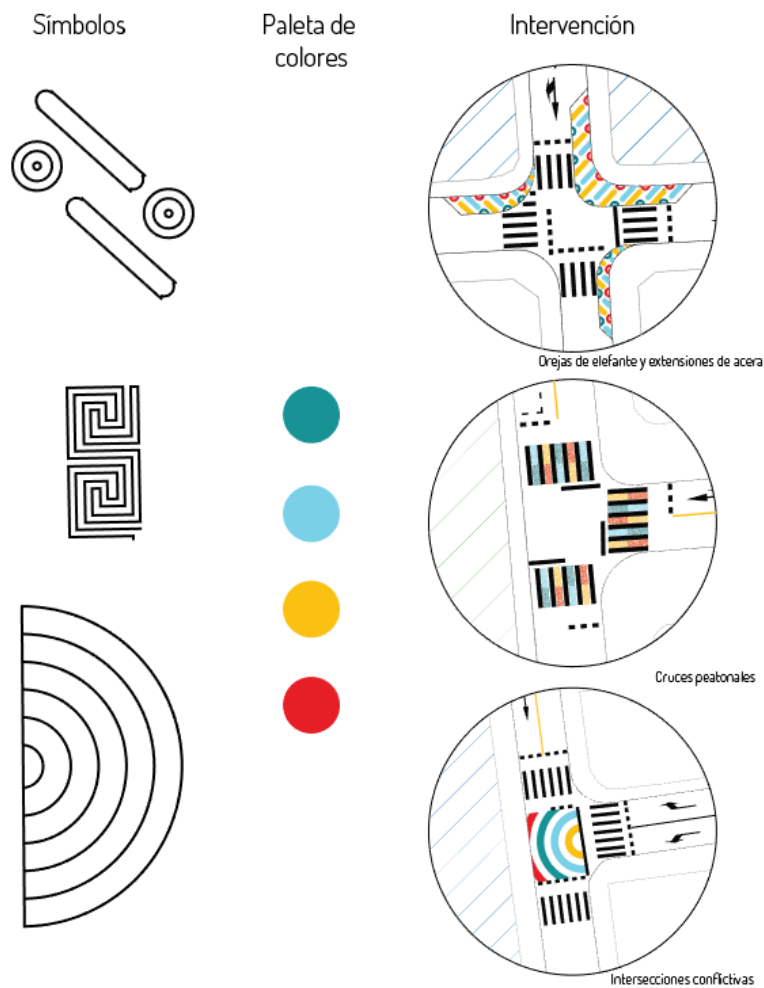 Símbolos
Paleta de
colores
Intervención
Orejas de elefante y extensiones de acera
Cruces peatonales
Intersecciones conflictivas